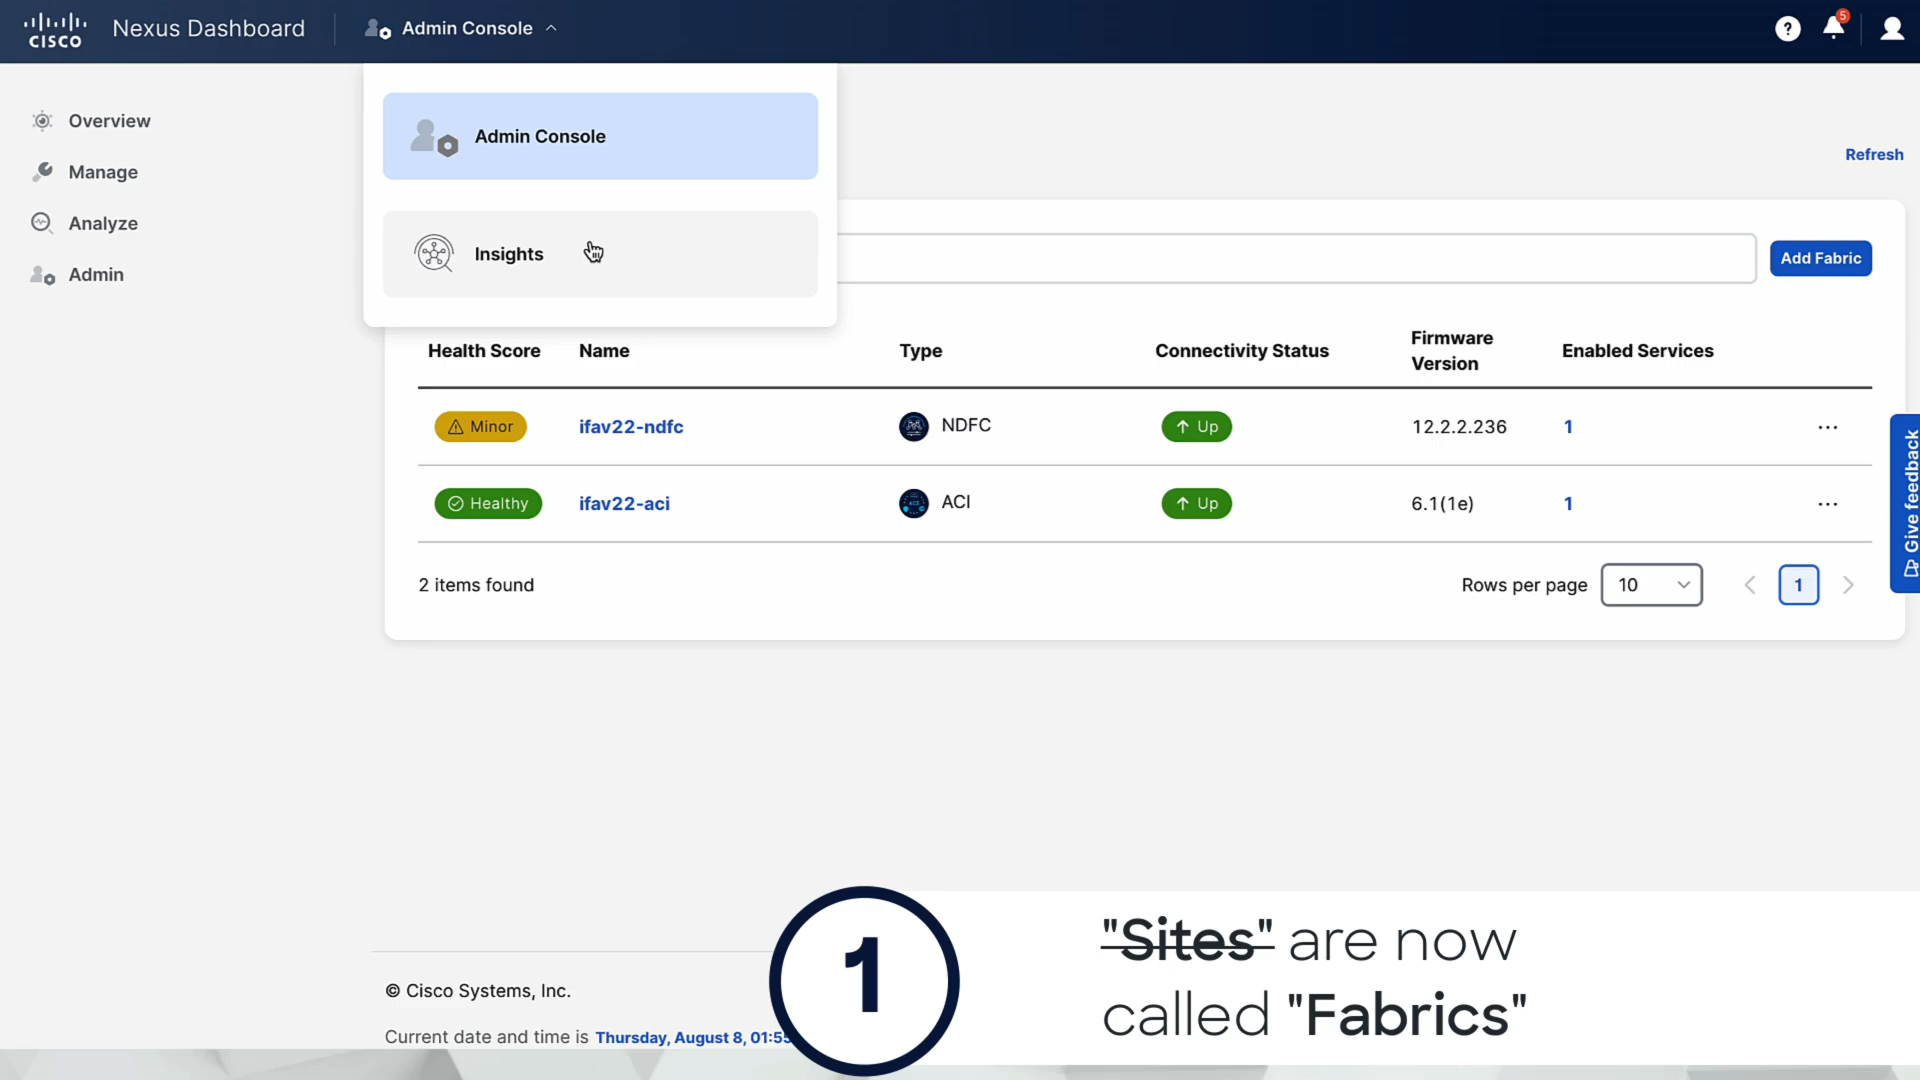 CISCO
Nexus Dashboard
Admin Console
?
5
Overview
Manage
Analyze
Admin
Admin Console
Insights
Refresh
Add Fabric
Health Score Name Type Connectivity Status Firmware Version Enabled Services
Minor ifav22-ndfc NDFC Up 12.2.2.236 1 ...
Healthy ifav22-aci ACI Up 6.1(1e) 1 ...
2 items found
Rows per page 10 1
Give feedback
© Cisco Systems, Inc.
Current date and time is Thursday, August 8, 01:55
1
"Sites" are now
called "Fabrics"